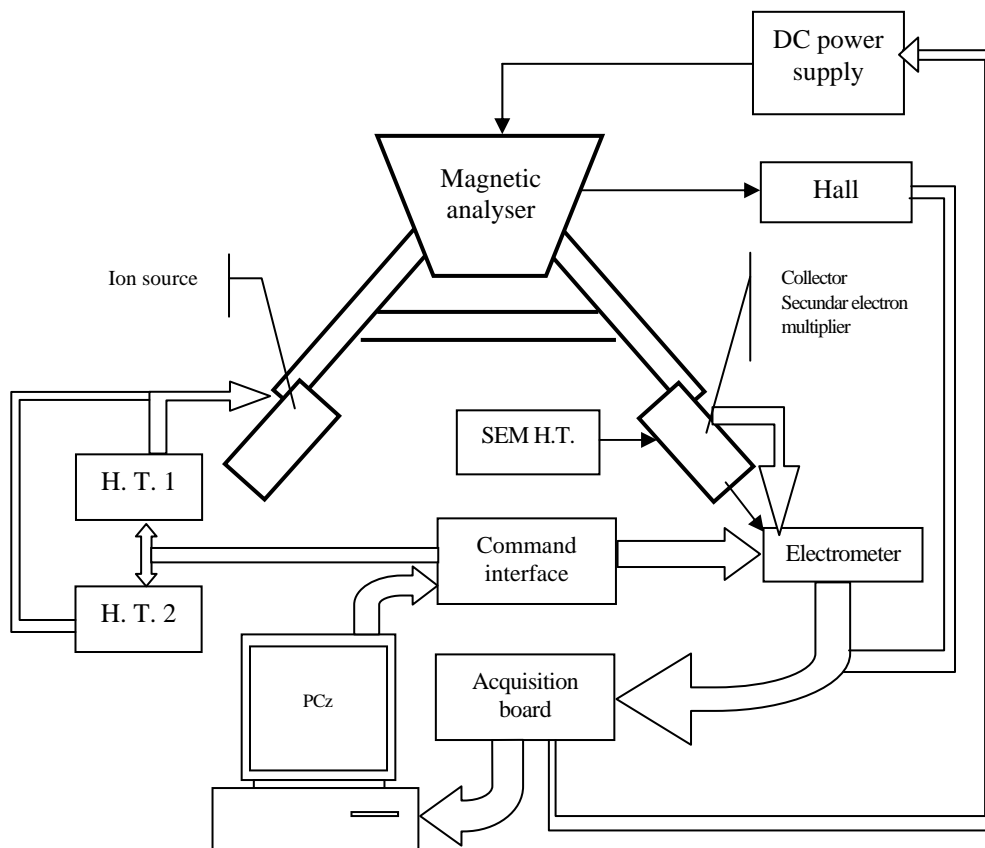 DC power
supply
Magnetic
analyser
Hall
Ion source
Collector
Secundar electron
multiplier
SEM H.T.
H. T. 1
Command
interface
Electrometer
H. T. 2
PCz
Acquisition
board